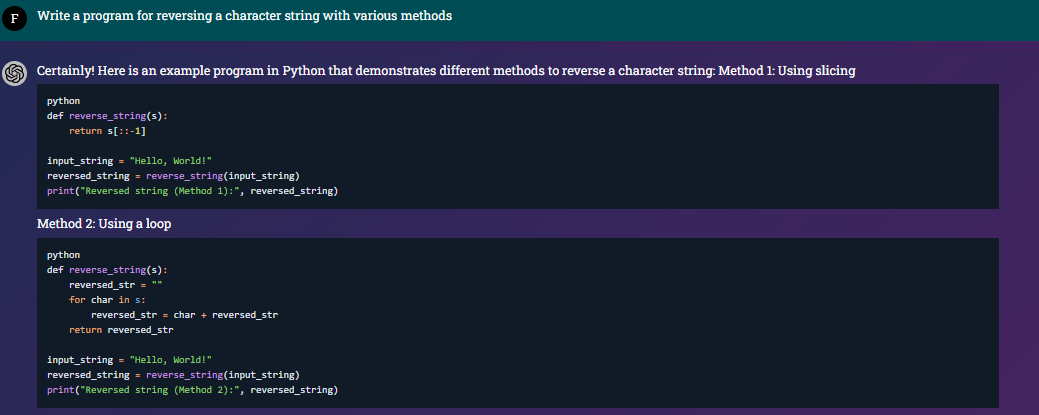 F
Write a program for reversing a character string with various methods
Certainly! Here is an example program in Python that demonstrates different methods to reverse a character string: Method 1: Using slicing
python
def reverse_string(s):
    return s[::-1]

input_string = "Hello, World!"
reversed_string = reverse_string(input_string)
print("Reversed string (Method 1):", reversed_string)
Method 2: Using a loop
python
def reverse_string(s):
    reversed_str = ""
    for char in s:
        reversed_str = char + reversed_str
    return reversed_str

input_string = "Hello, World!"
reversed_string = reverse_string(input_string)
print("Reversed string (Method 2):", reversed_string)